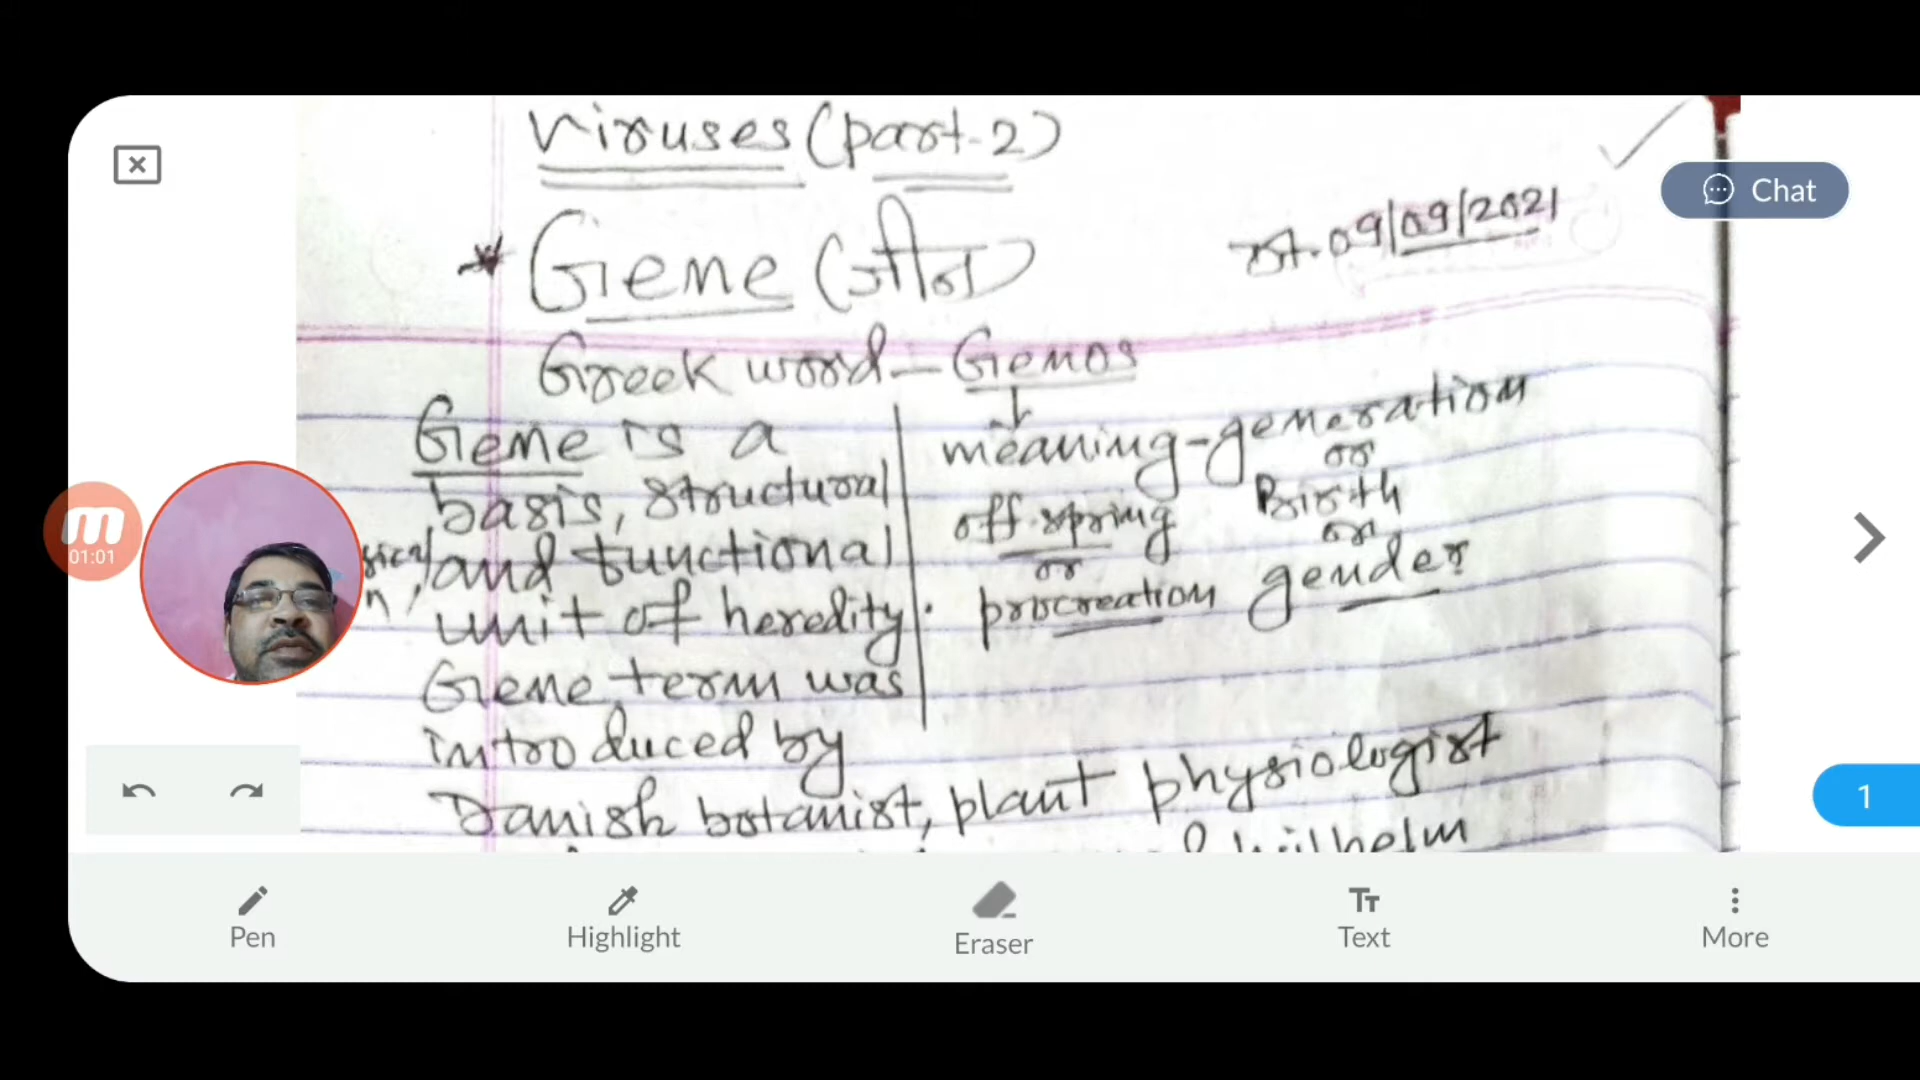 Viruses (part-2)
Chat
* Gene (जीन)
ता. 09/09/2021
Greek word - Genos
Gene is a
meaning - generation
or
basis, structural
off-spring
Birth
or
and functional
or
procreation
gender
unit of heredity.
Gene term was
introduced by
Danish botanist, plant physiologist
wilhelm
01:01
1
Pen
Highlight
Eraser
Text
More